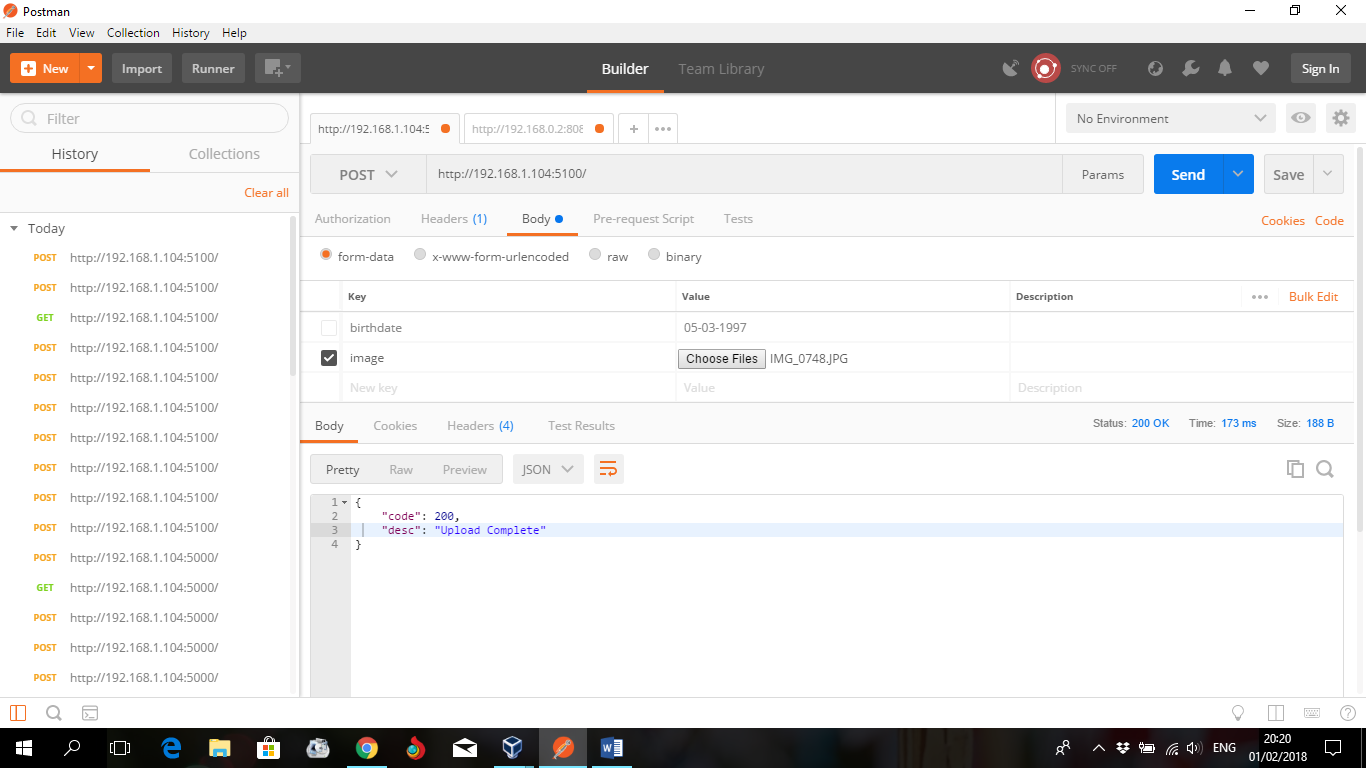 Postman
File Edit View Collection History Help
New Import Runner Builder Team Library SYNC OFF Sign In
Filter
History Collections
Clear all
Today
POST http://192.168.1.104:5100/
POST http://192.168.1.104:5100/
GET http://192.168.1.104:5100/
POST http://192.168.1.104:5100/
POST http://192.168.1.104:5100/
POST http://192.168.1.104:5100/
POST http://192.168.1.104:5100/
POST http://192.168.1.104:5100/
POST http://192.168.1.104:5100/
POST http://192.168.1.104:5100/
POST http://192.168.1.104:5000/
GET http://192.168.1.104:5000/
POST http://192.168.1.104:5000/
POST http://192.168.1.104:5000/
POST http://192.168.1.104:5000/
http://192.168.1.104:5 http://192.168.0.2:808 + ••• No Environment
POST http://192.168.1.104:5100/ Params Send Save
Authorization Headers (1) Body Pre-request Script Tests Cookies Code
form-data x-www-form-urlencoded raw binary
Key Value Description ••• Bulk Edit
birthdate 05-03-1997
image Choose Files IMG_0748.JPG
New key Value Description
Body Cookies Headers (4) Test Results Status: 200 OK Time: 173 ms Size: 188 B
Pretty Raw Preview JSON
1 {
2 "code": 200,
3 "desc": "Upload Complete"
4 }
ENG 20:20
01/02/2018